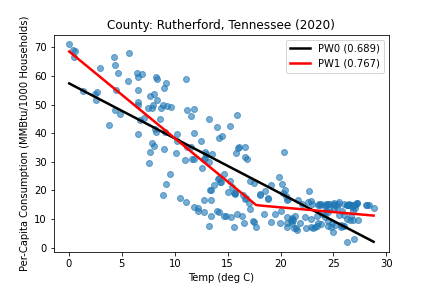 County: Rutherford, Tennessee (2020)
Per-Capita Consumption (MMBtu/1000 Households)
70
60
50
40
30
20
10
0
PW0 (0.689)
PW1 (0.767)
0 5 10 15 20 25 30
Temp (deg C)